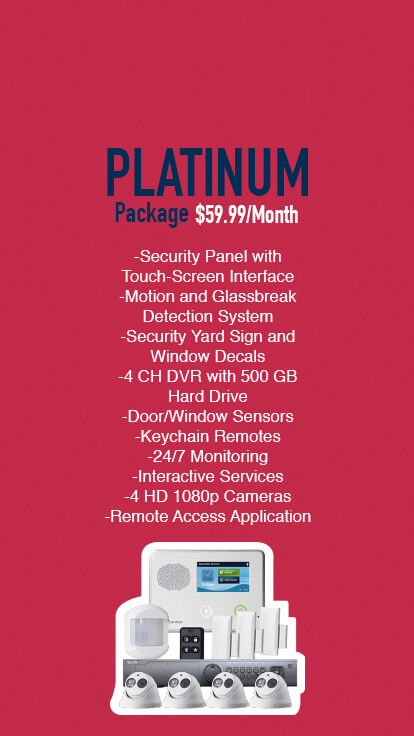 PLATINUM
Package $59.99/Month
-Security Panel with
Touch-Screen Interface
-Motion and Glassbreak
Detection System
-Security Yard Sign and
Window Decals
-4 CH DVR with 500 GB
Hard Drive
-Door/Window Sensors
-Keychain Remotes
-24/7 Monitoring
-Interactive Services
-4 HD 1080p Cameras
-Remote Access Application